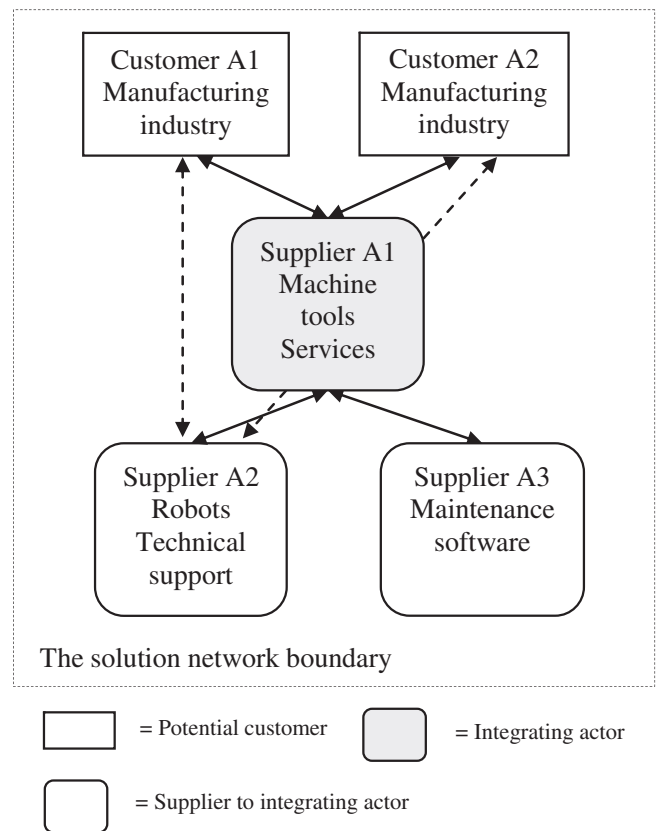 Customer A1
Manufacturing
industry
Customer A2
Manufacturing
industry
Supplier A1
Machine
tools
Services
Supplier A2
Robots
Technical
support
Supplier A3
Maintenance
software
The solution network boundary
= Potential customer
= Integrating actor
= Supplier to integrating actor